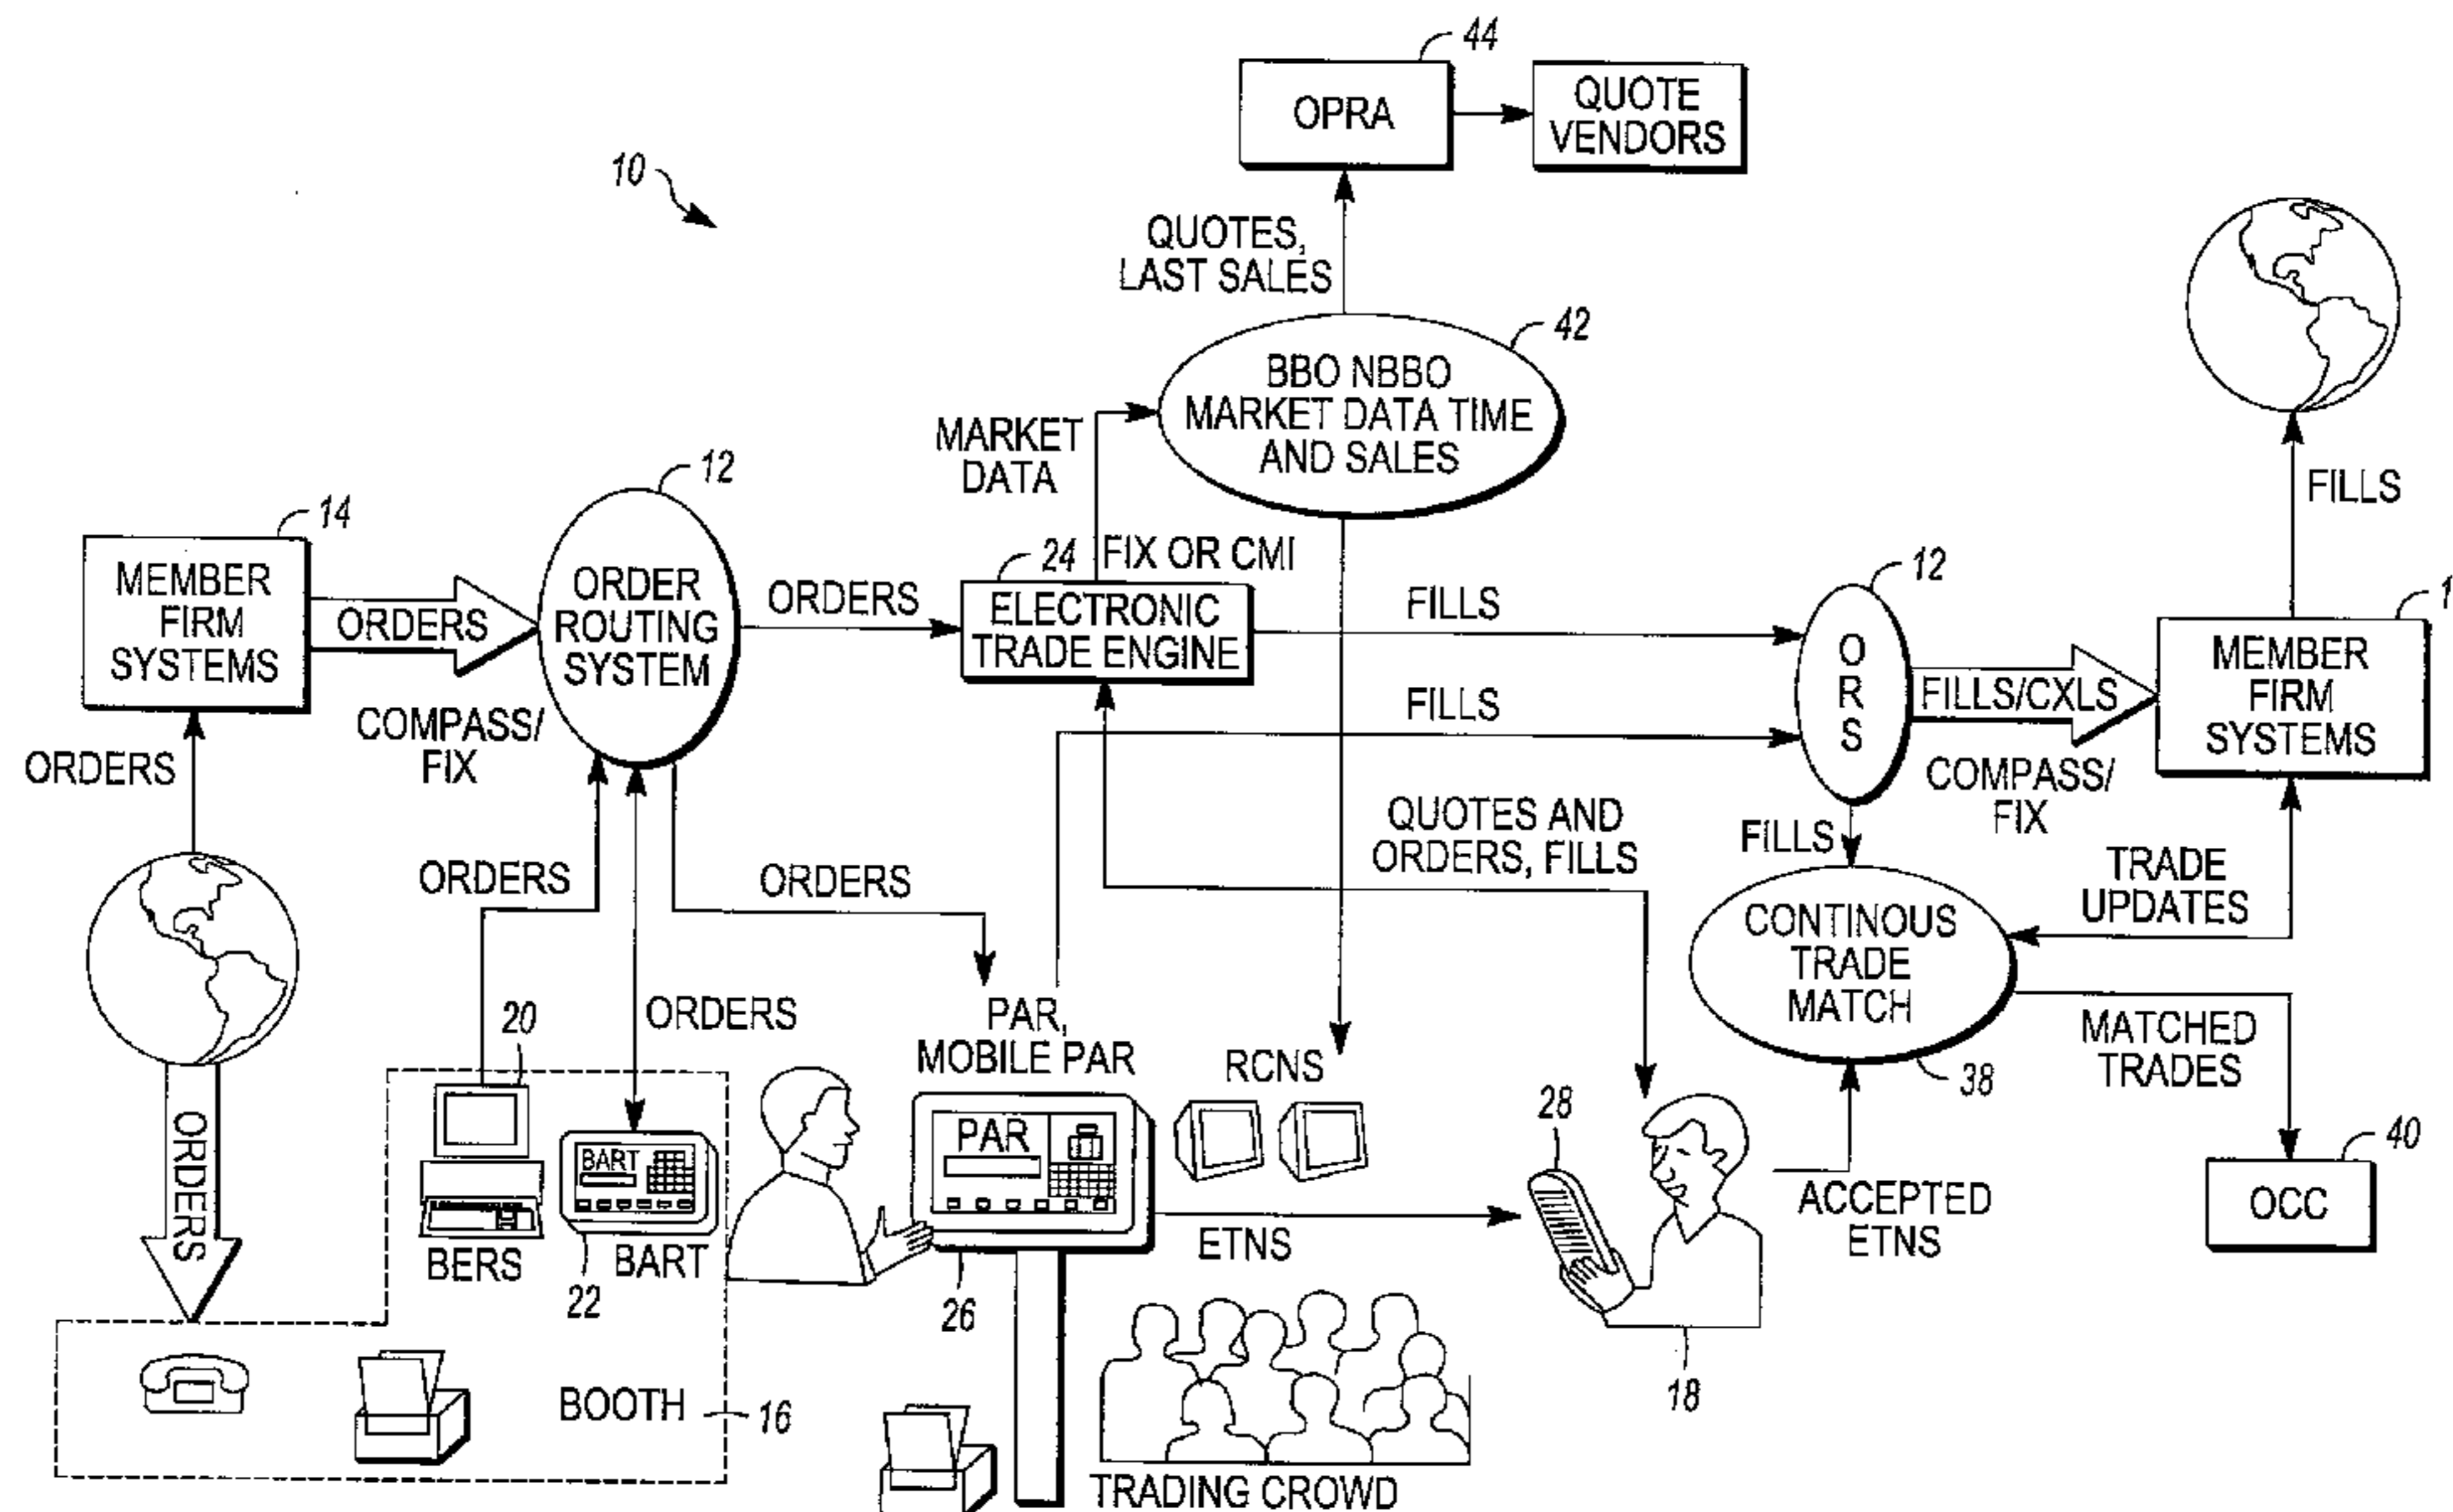 44
OPRA
QUOTE
VENDORS
10
QUOTES,
LAST SALES
42
BBO NBBO
MARKET DATA TIME
AND SALES
MARKET
DATA
FIX OR CMI
FILLS
14
MEMBER
FIRM
SYSTEMS
ORDERS
12
ORDER
ROUTING
SYSTEM
COMPASS/
FIX
ORDERS
24
ELECTRONIC
TRADE ENGINE
FILLS
FILLS
12
O
R
S
FILLS/CXLS
COMPASS/
FIX
1
MEMBER
FIRM
SYSTEMS
ORDERS
ORDERS
ORDERS
ORDERS
QUOTES AND
ORDERS, FILLS
FILLS
TRADE
UPDATES
CONTINOUS
TRADE
MATCH
38
MATCHED
TRADES
40
OCC
ORDERS
20
BERS
BART
22
BART
PAR,
MOBILE PAR
PAR
26
RCNS
ETNS
28
18
ACCEPTED
ETNS
BOOTH
16
TRADING CROWD